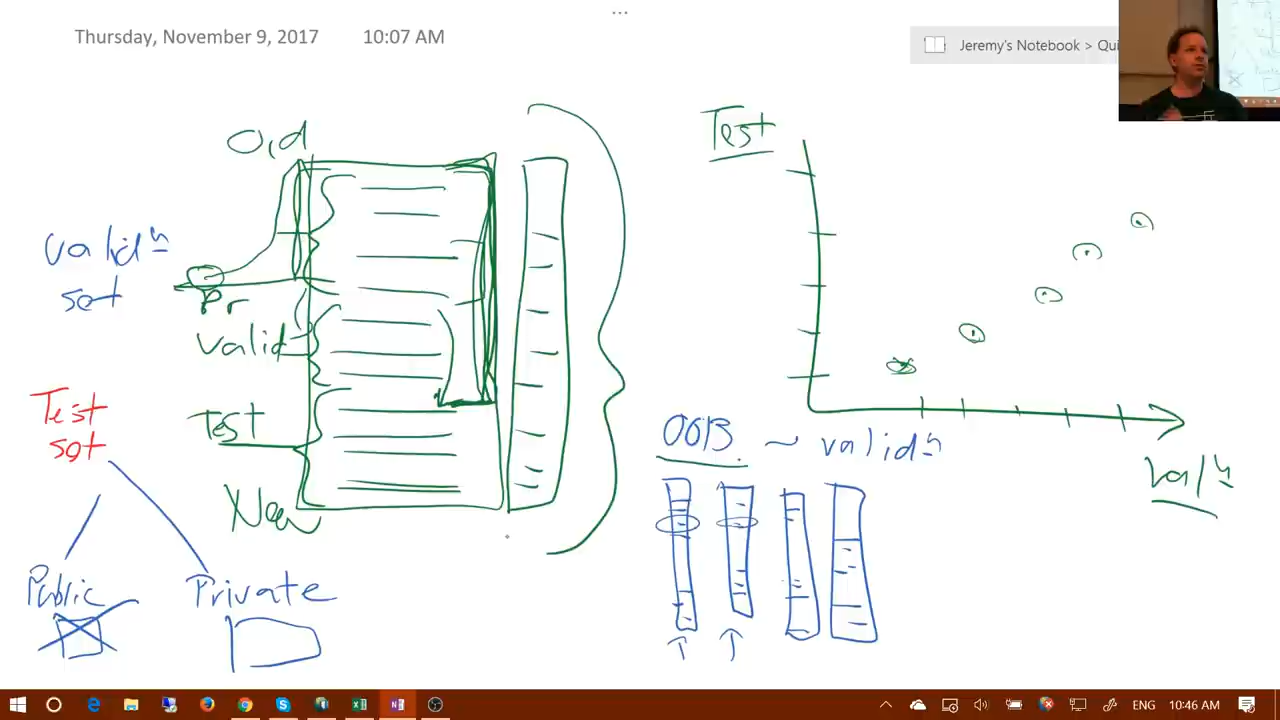 Thursday, November 9, 2017 10:07 AM
Jeremy's Notebook > Qui
Old
Test
valid'n
set
Pr
valid
Test
set
Test
New
OOB ~ valid'n
val'n
Public Private
ENG 10:46 AM